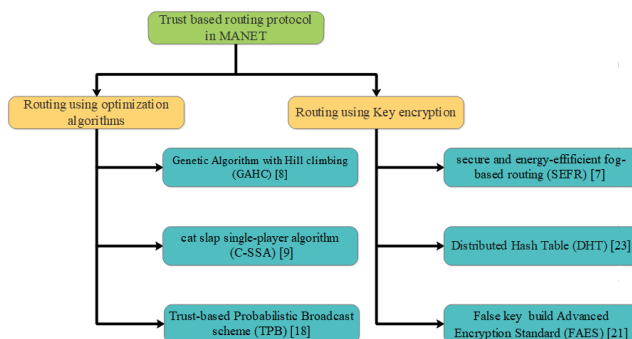 Trust based routing protocol
in MANET
Routing using optimization
algorithms
Routing using Key encryption
Genetic Algorithm with Hill climbing
(GAHC) [8]
secure and energy-effificient fog-
based routing (SEFR) [7]
cat slap single-player algorithm
(C-SSA) [9]
Distributed Hash Table (DHT) [23]
Trust-based Probabilistic Broadcast
scheme (TPB) [18]
False key build Advanced
Encryption Standard (FAES) [21]